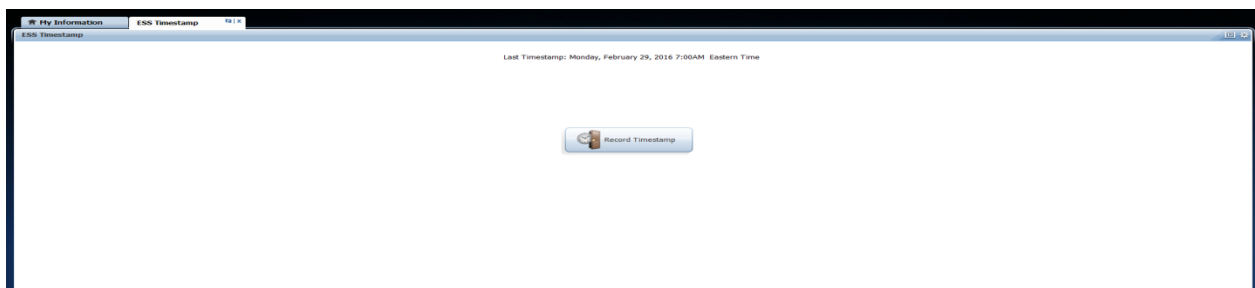 My Information ESS Timestamp
ESS Timestamp
Last Timestamp: Monday, February 29, 2016 7:00AM Eastern Time
Record Timestamp